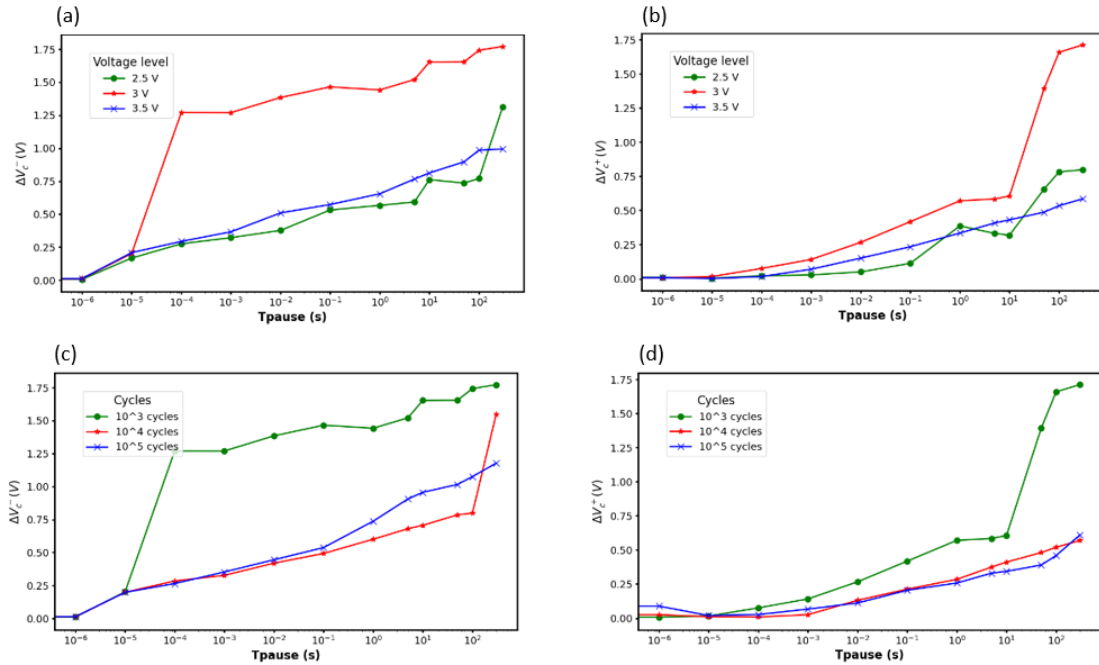 (a)
1.75
1.50
1.25
1.00
0.75
0.50
0.25
0.00
ΔV_c^- (V)
Voltage level
2.5 V
3 V
3.5 V
10^-6 10^-5 10^-4 10^-3 10^-2 10^-1 10^0 10^1 10^2
Tpause (s)
(b)
1.75
1.50
1.25
1.00
0.75
0.50
0.25
0.00
ΔV_c^+ (V)
Voltage level
2.5 V
3 V
3.5 V
10^-6 10^-5 10^-4 10^-3 10^-2 10^-1 10^0 10^1 10^2
Tpause (s)
(c)
1.75
1.50
1.25
1.00
0.75
0.50
0.25
0.00
ΔV_c^- (V)
Cycles
10^3 cycles
10^4 cycles
10^5 cycles
10^-6 10^-5 10^-4 10^-3 10^-2 10^-1 10^0 10^1 10^2
Tpause (s)
(d)
1.75
1.50
1.25
1.00
0.75
0.50
0.25
0.00
ΔV_c^+ (V)
Cycles
10^3 cycles
10^4 cycles
10^5 cycles
10^-6 10^-5 10^-4 10^-3 10^-2 10^-1 10^0 10^1 10^2
Tpause (s)